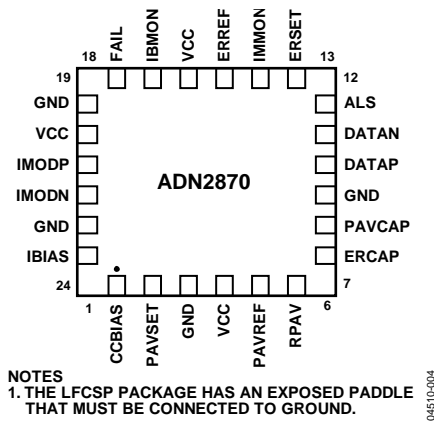 FAIL
IBMON
VCC
ERREF
IMMON
ERSET
18
13
19
12
GND
VCC
IMODP
IMODN
GND
IBIAS
ADN2870
ALS
DATAN
DATAP
GND
PAVCAP
ERCAP
24
7
1
6
CCBIAS
PAVSET
GND
VCC
PAVREF
RPAV
NOTES
1. THE LFCSP PACKAGE HAS AN EXPOSED PADDLE
THAT MUST BE CONNECTED TO GROUND.
04510-004